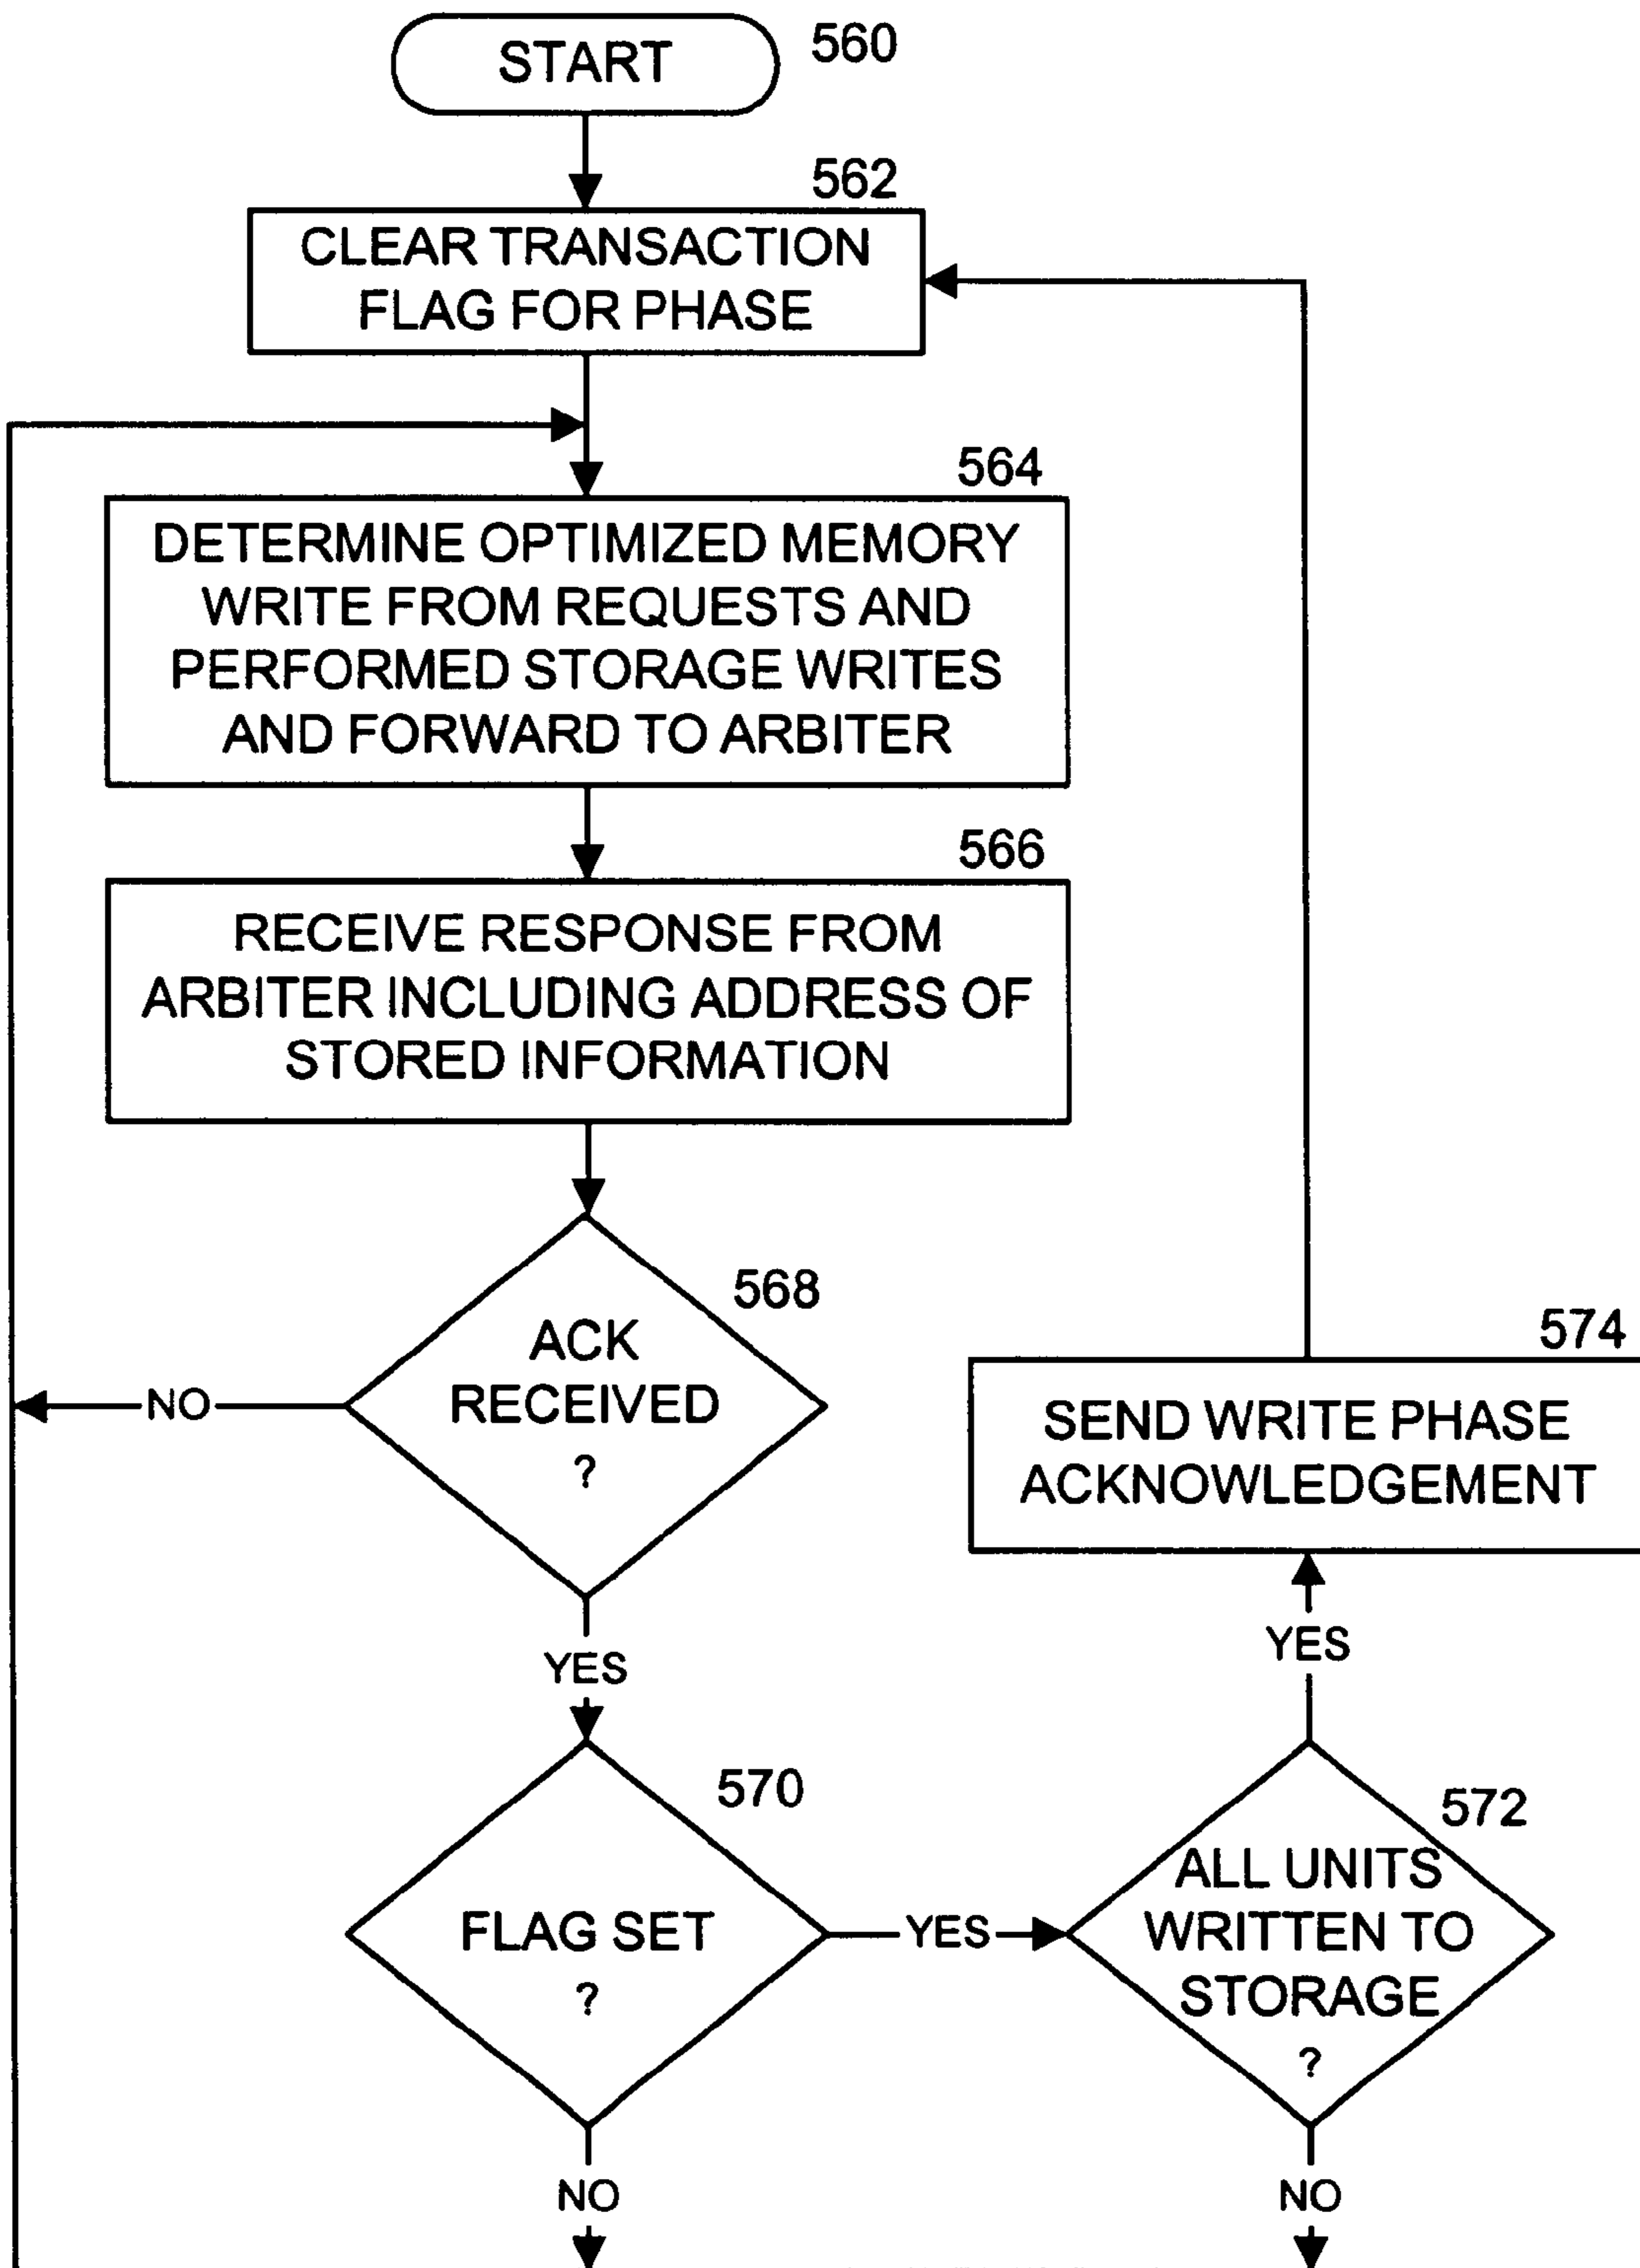 START
560
562
CLEAR TRANSACTION
FLAG FOR PHASE
564
DETERMINE OPTIMIZED MEMORY
WRITE FROM REQUESTS AND
PERFORMED STORAGE WRITES
AND FORWARD TO ARBITER
566
RECEIVE RESPONSE FROM
ARBITER INCLUDING ADDRESS OF
STORED INFORMATION
568
ACK
RECEIVED
?
NO
YES
574
SEND WRITE PHASE
ACKNOWLEDGEMENT
YES
570
FLAG SET
?
YES
NO
572
ALL UNITS
WRITTEN TO
STORAGE
?
NO